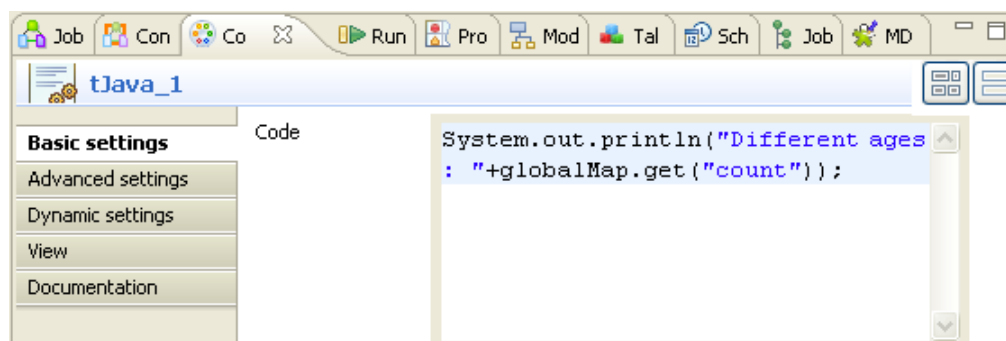 Job Con Co Run Pro Mod Tal Sch Job MD
tJava_1
Basic settings
Advanced settings
Dynamic settings
View
Documentation
Code
System.out.println("Different ages
: "+globalMap.get("count"));